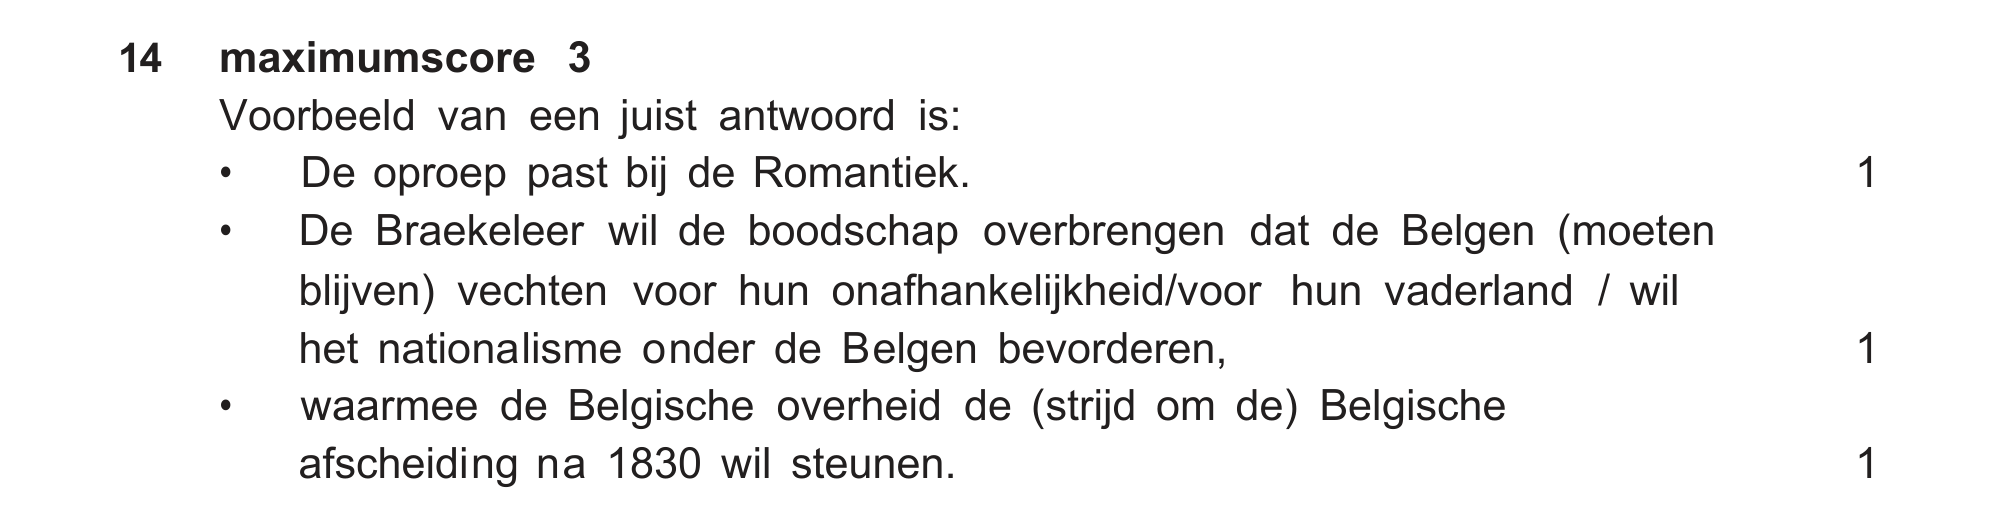 14 maximumscore 3
Voorbeeld van een juist antwoord is:
• De oproep past bij de Romantiek. 1
• De Braekeleer wil de boodschap overbrengen dat de Belgen (moeten
blijven) vechten voor hun onafhankelijkheid/voor hun vaderland / wil
het nationalisme onder de Belgen bevorderen, 1
• waarmee de Belgische overheid de (strijd om de) Belgische
afscheiding na 1830 wil steunen. 1